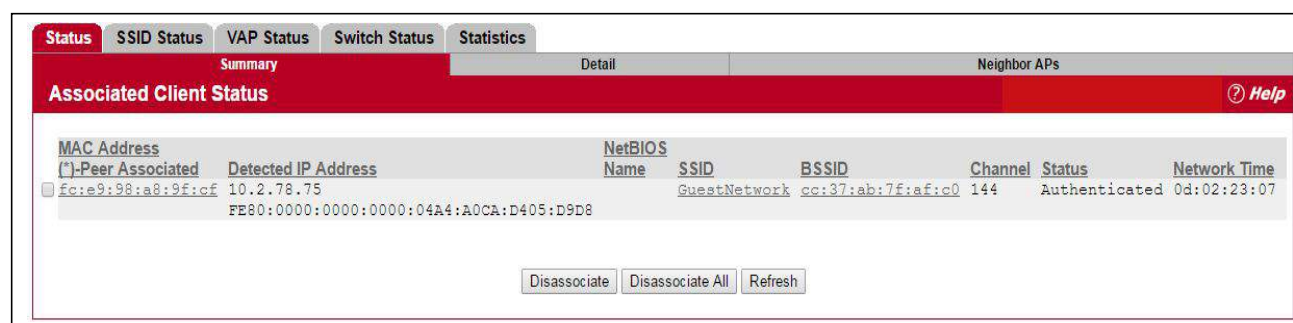 Status SSID Status VAP Status Switch Status Statistics
Summary Detail Neighbor APs
Associated Client Status ? Help
MAC Address NetBIOS
(*)-Peer Associated Detected IP Address Name SSID BSSID Channel Status Network Time
fc:e9:98:a8:9f:cf 10.2.78.75 GuestNetwork cc:37:ab:7f:af:c0 144 Authenticated 0d:02:23:07
FE80:0000:0000:0000:04A4:A0CA:D405:D9D8
Disassociate Disassociate All Refresh